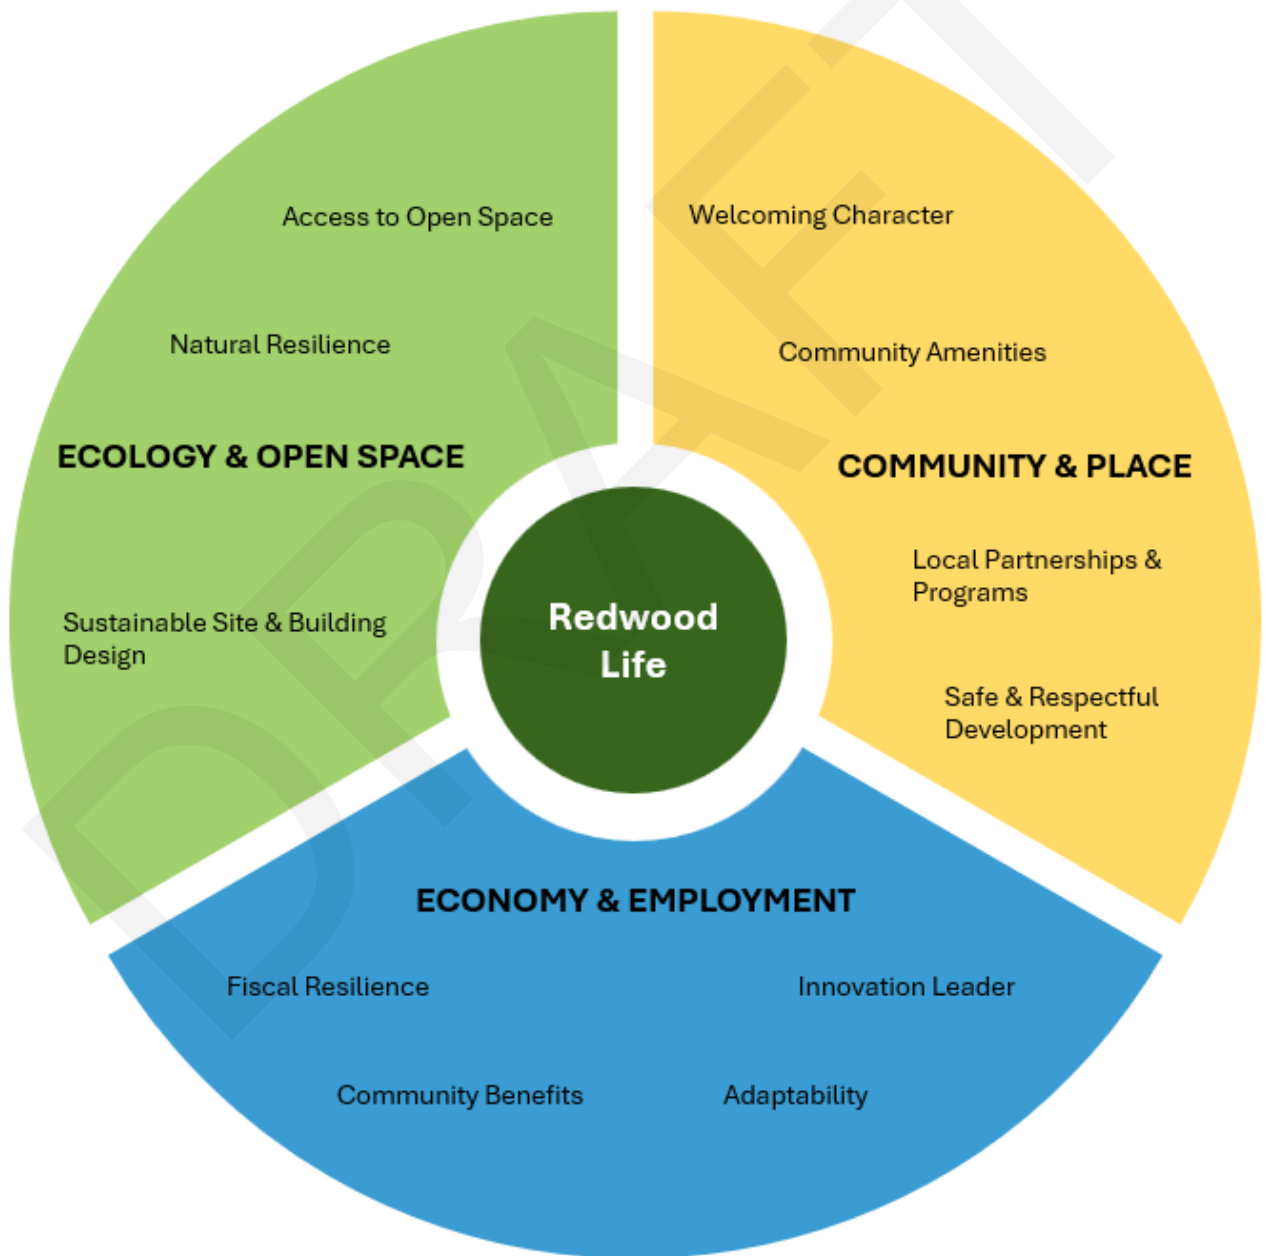 Access to Open Space
Natural Resilience
ECOLOGY & OPEN SPACE
Sustainable Site & Building
Design
Welcoming Character
Community Amenities
COMMUNITY & PLACE
Local Partnerships &
Programs
Safe & Respectful
Development
Redwood
Life
ECONOMY & EMPLOYMENT
Fiscal Resilience
Innovation Leader
Community Benefits
Adaptability
DRAFT